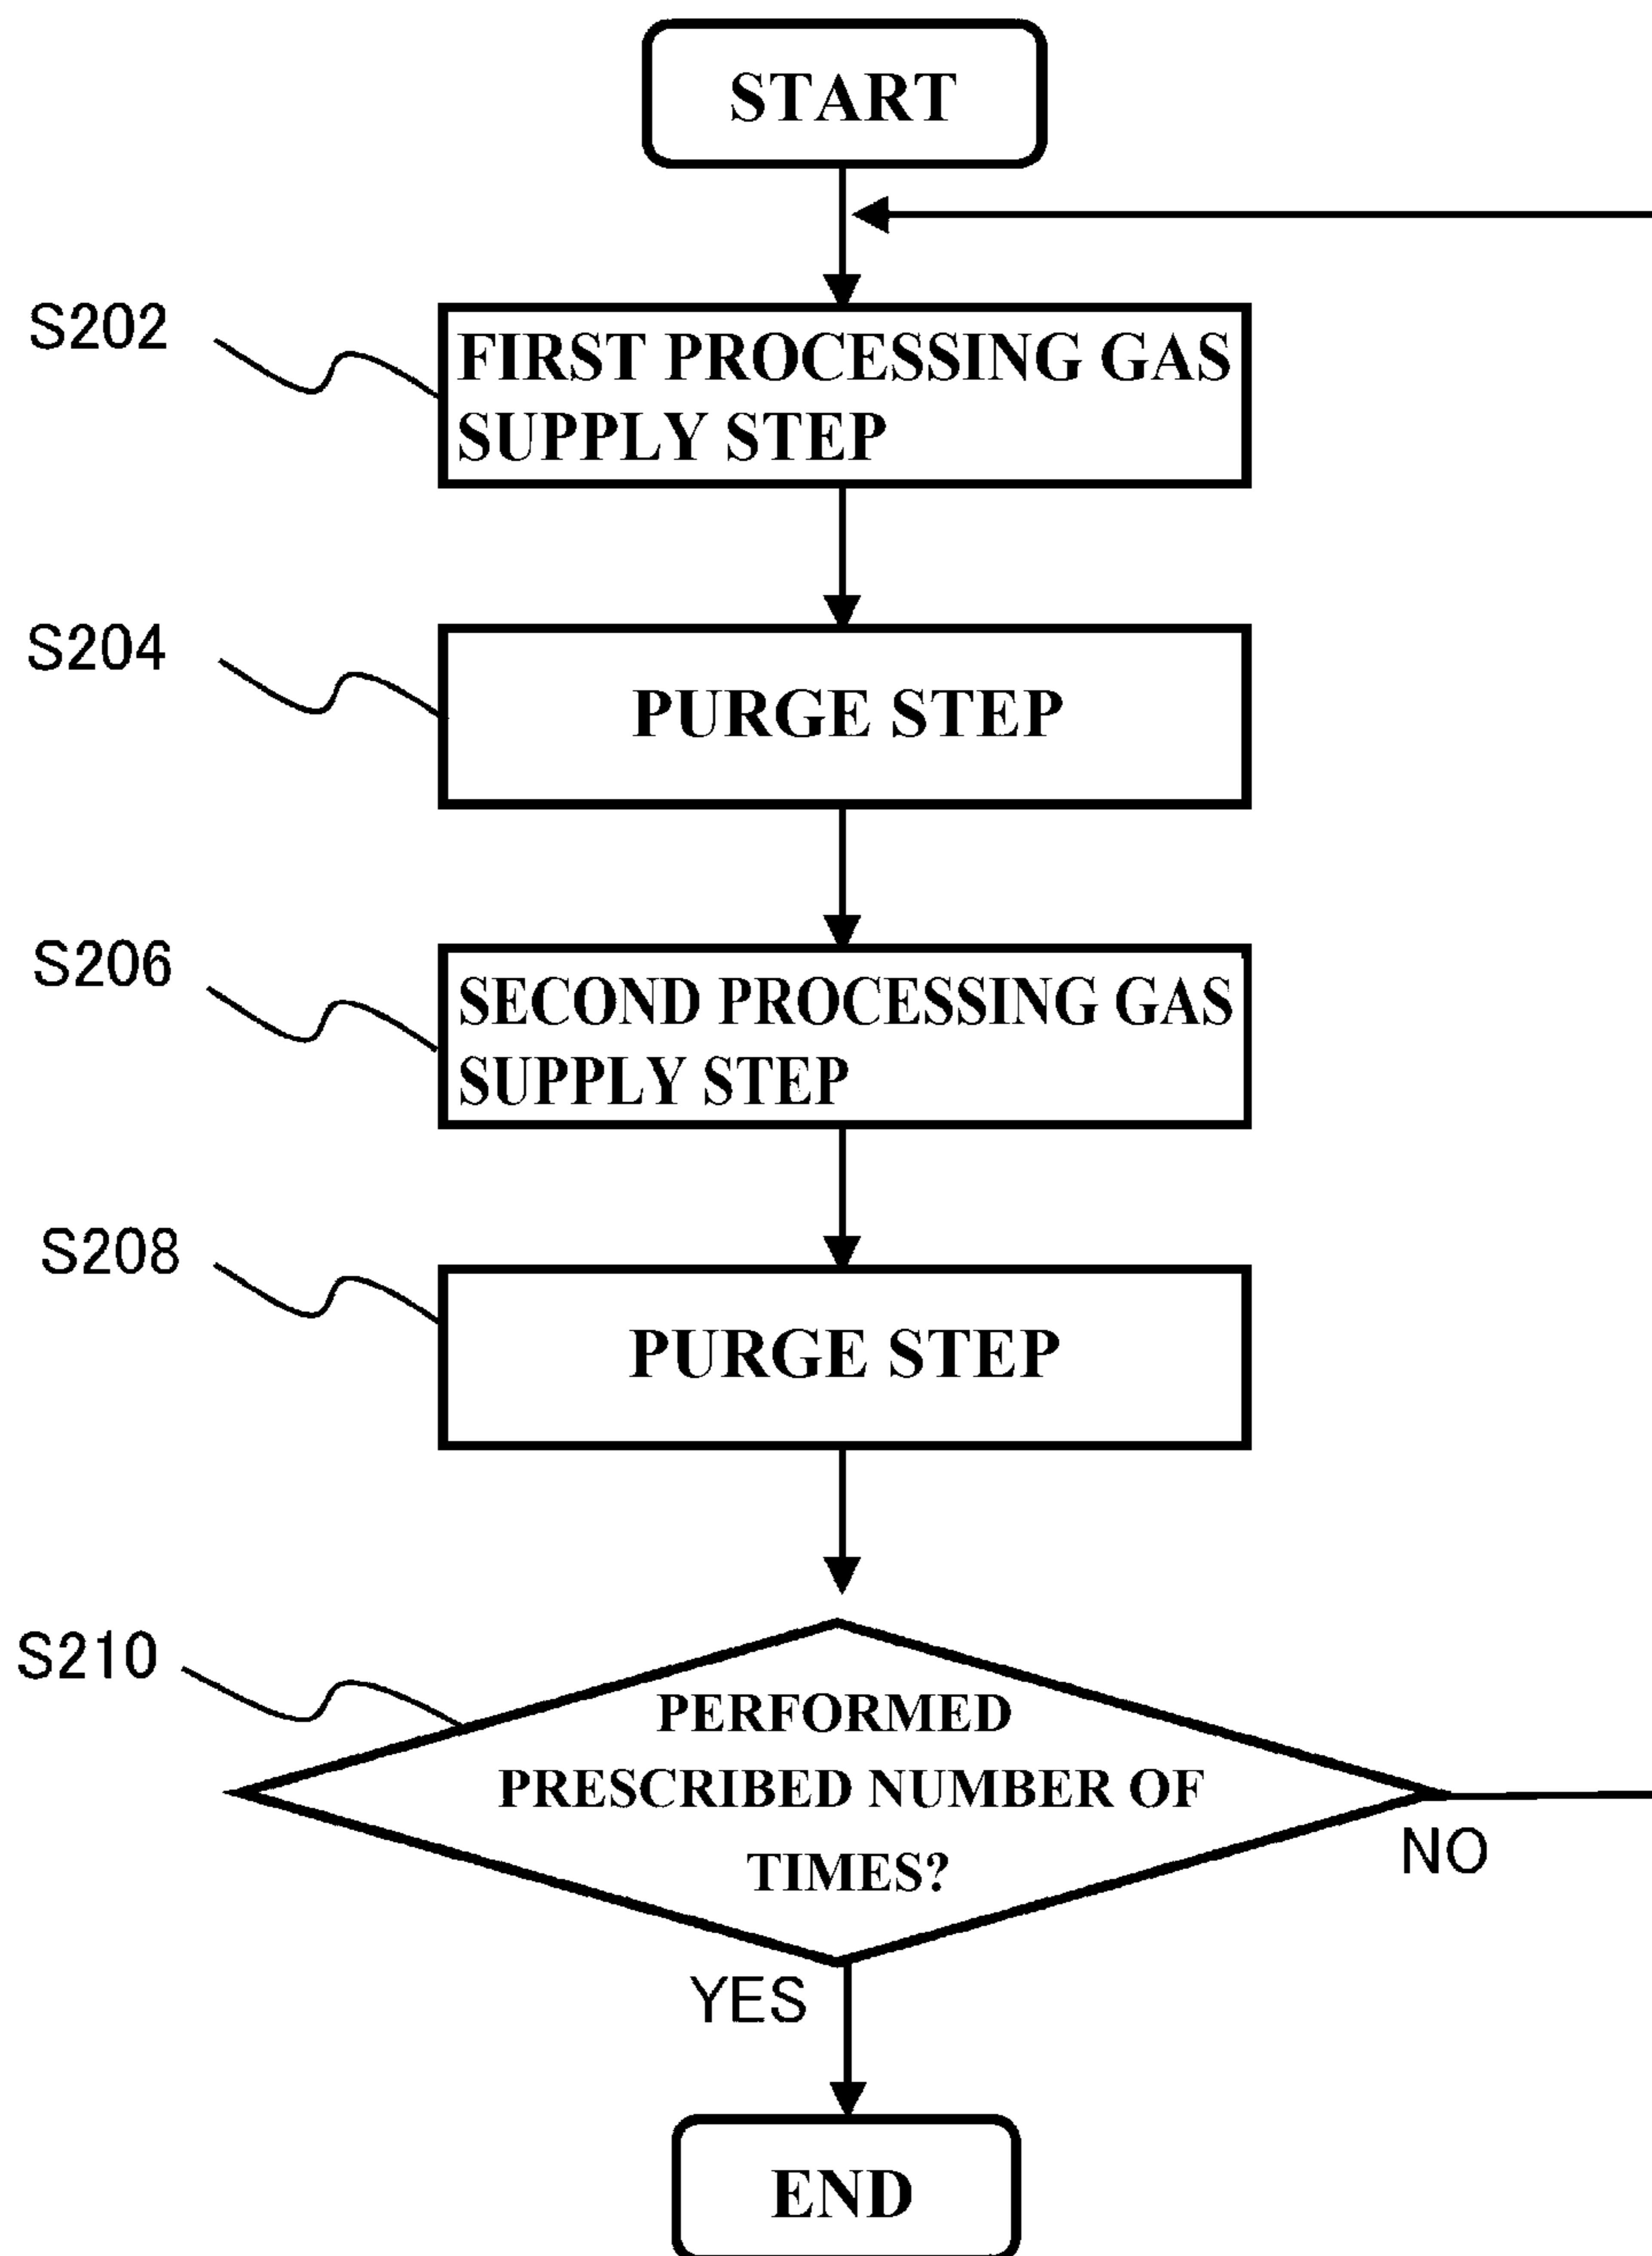 START
S202
FIRST PROCESSING GAS
SUPPLY STEP
S204
PURGE STEP
S206
SECOND PROCESSING GAS
SUPPLY STEP
S208
PURGE STEP
S210
PERFORMED
PRESCRIBED NUMBER OF
TIMES?
NO
YES
END